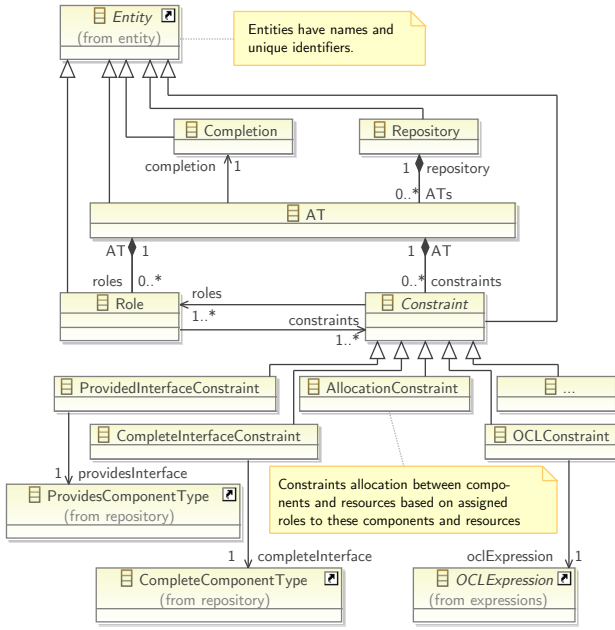 Entity
(from entity)
Entities have names and
unique identifiers.
Completion
Repository
completion
1
1
repository
0..*
ATs
AT
AT
1
1
AT
roles
0..*
0..*
constraints
Role
roles
1..*
constraints
1..*
Constraint
ProvidedInterfaceConstraint
AllocationConstraint
...
CompleteInterfaceConstraint
OCLConstraint
1
providesInterface
ProvidesComponentType
(from repository)
Constraints allocation between compo-
nents and resources based on assigned
roles to these components and resources
1
completeInterface
oclExpression
1
CompleteComponentType
(from repository)
OCLExpression
(from expressions)